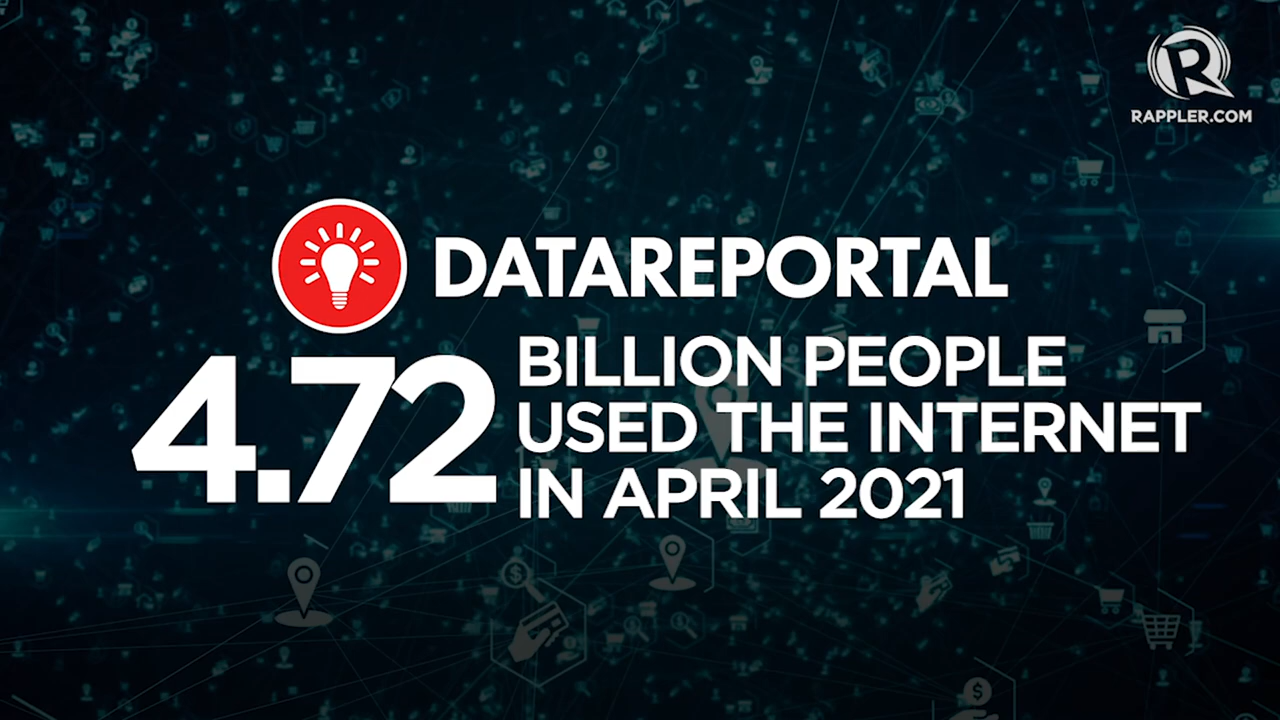 R
RAPPLER.COM
DATAREPORTAL
4.72
BILLION PEOPLE
USED THE INTERNET
IN APRIL 2021